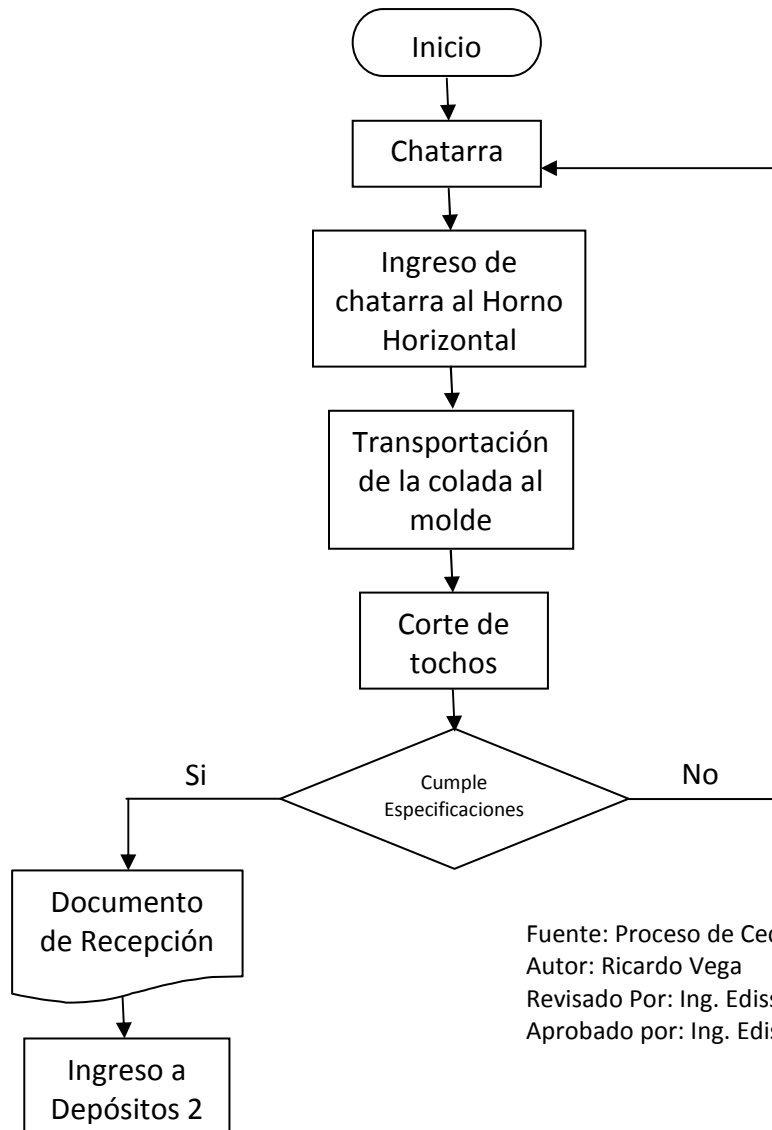 Inicio
Chatarra
Ingreso de
chatarra al Horno
Horizontal
Transportación
de la colada al
molde
Corte de
tochos
Cumple
Especificaciones
Si
No
Documento
de Recepción
Ingreso a
Depósitos 2
Fuente: Proceso de
Autor: Ricardo Vega
Revisado Por: Ing.
Aprobado por: Ing.